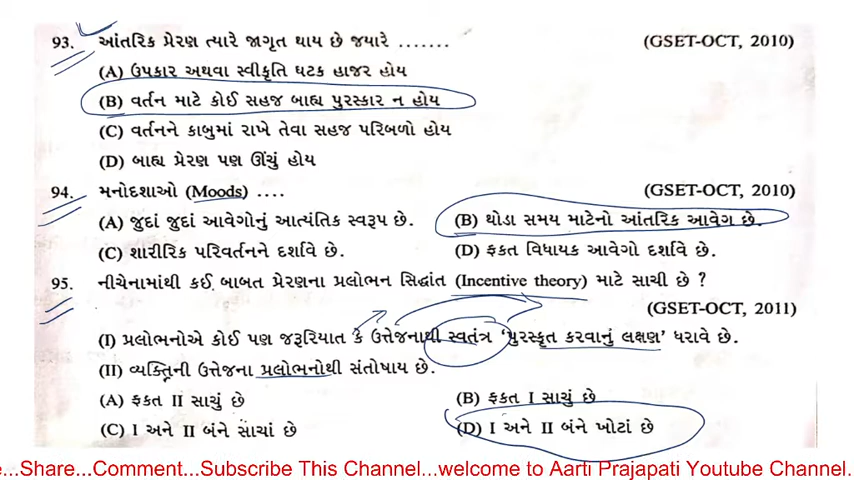 93. આંતરિક પ્રેરણ ત્યારે જાગૃત થાય છે જયારે ....... (GSET-OCT, 2010)
(A) ઉપકાર અથવા સ્વીકૃતિ ઘટક હાજર હોય
(B) વર્તન માટે કોઈ સહજ બાહ્ય પુરસ્કાર ન હોય
(C) વર્તનને કાબુમાં રાખે તેવા સહજ પરિબળો હોય
(D) બાહ્ય પ્રેરણ પણ ઊંચું હોય
94. મનોદશાઓ (Moods) .... (GSET-OCT, 2010)
(A) જુદાં જુદાં આવેગોનું આત્યંતિક સ્વરૂપ છે. (B) થોડા સમય માટેનો આંતરિક આવેગ છે.
(C) શારીરિક પરિવર્તનને દર્શાવે છે. (D) ફકત વિધાયક આવેગો દર્શાવે છે.
95. નીચેનામાંથી કઈ બાબત પ્રેરણના પ્રલોભન સિદ્ધાંત (Incentive theory) માટે સાચી છે ?
(GSET-OCT, 2011)
(I) પ્રલોભનોએ કોઈ પણ જરૂરિયાત કે ઉત્તેજનાથી સ્વતંત્ર 'પુરસ્કૃત કરવાનું લક્ષણ' ધરાવે છે.
(II) વ્યક્તિની ઉત્તેજના પ્રલોભનોથી સંતોષાય છે.
(A) ફકત II સાચું છે (B) ફકત I સાચું છે
(C) I અને II બંને સાચાં છે (D) I અને II બંને ખોટાં છે
e...Share...Comment...Subscribe This Channel...welcome to Aarti Prajapati Youtube Channel.